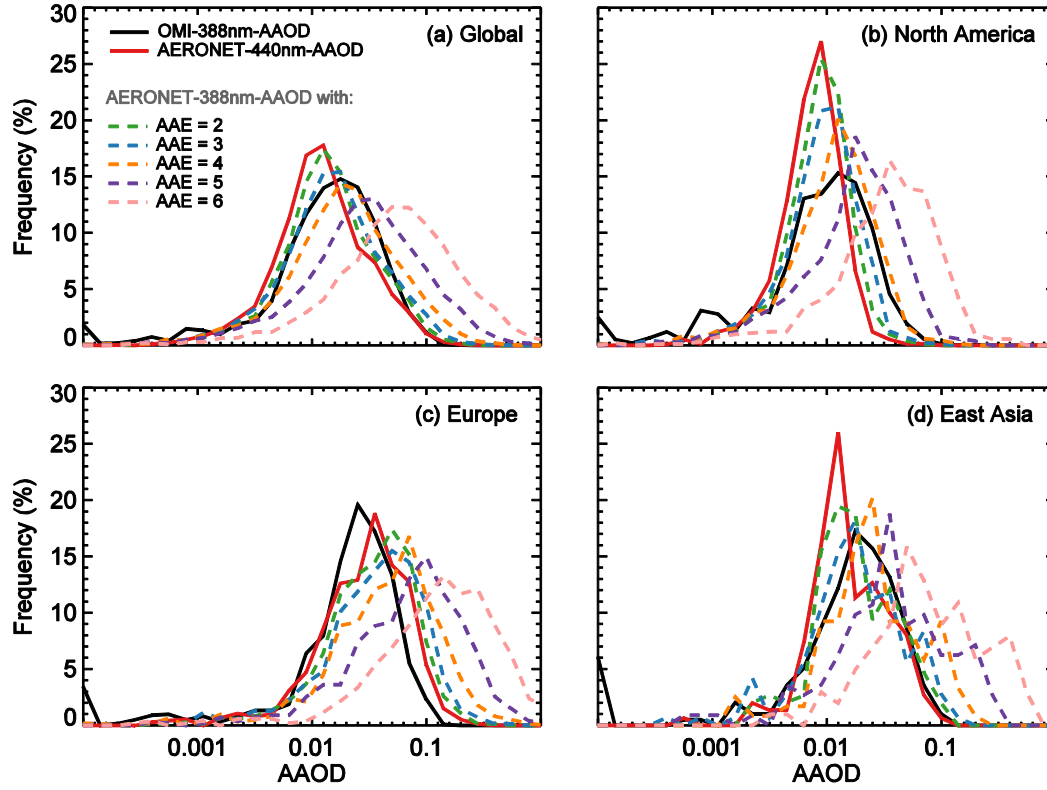 30
25
20
15
10
5
0
Frequency (%)
OMI-388nm-AAOD
AERONET-440nm-AAOD
AERONET-388nm-AAOD with:
AAE = 2
AAE = 3
AAE = 4
AAE = 5
AAE = 6
(a) Global
(b) North America
30
25
20
15
10
5
0
Frequency (%)
(c) Europe
(d) East Asia
0.001 0.01 0.1
AAOD
0.001 0.01 0.1
AAOD